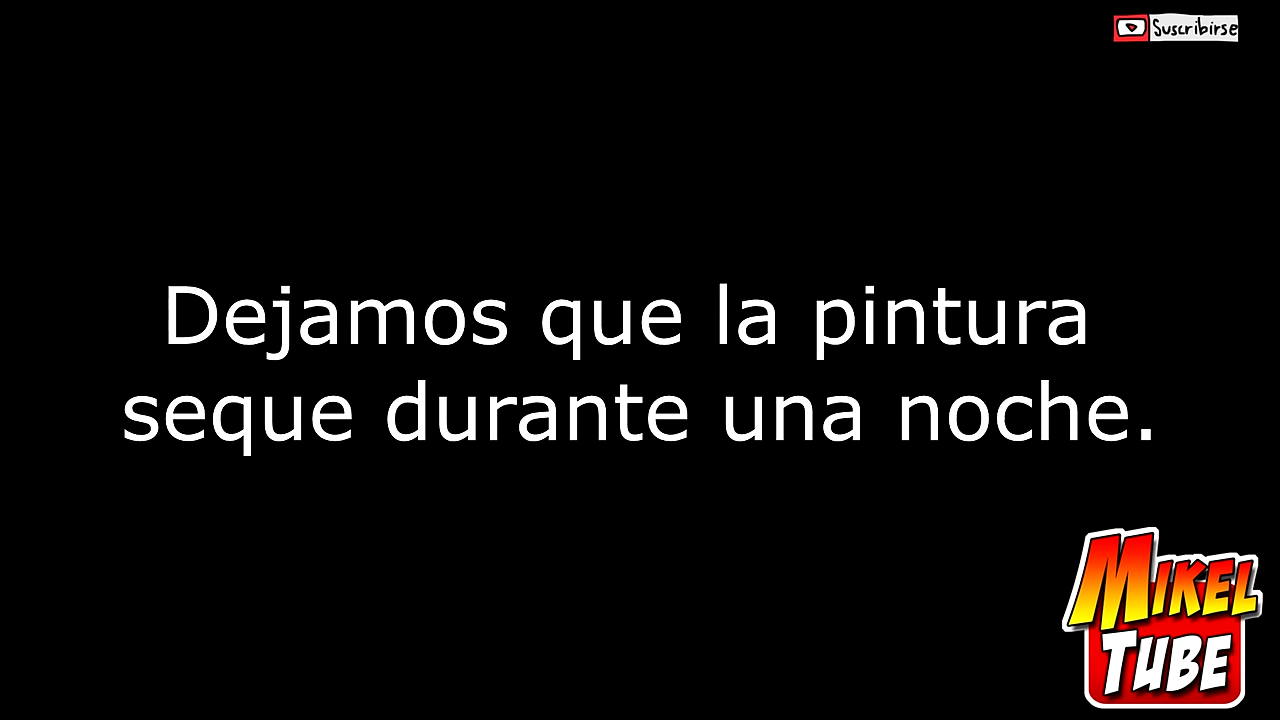 Suscribirse
Dejamos que la pintura
seque durante una noche.
MIKEL
TUBE